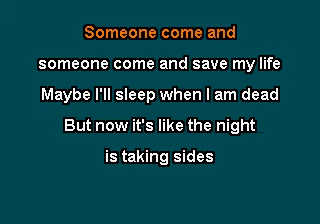 Someone come and
someone come and save my life
Maybe I'll sleep when I am dead
But now it's like the night
is taking sides